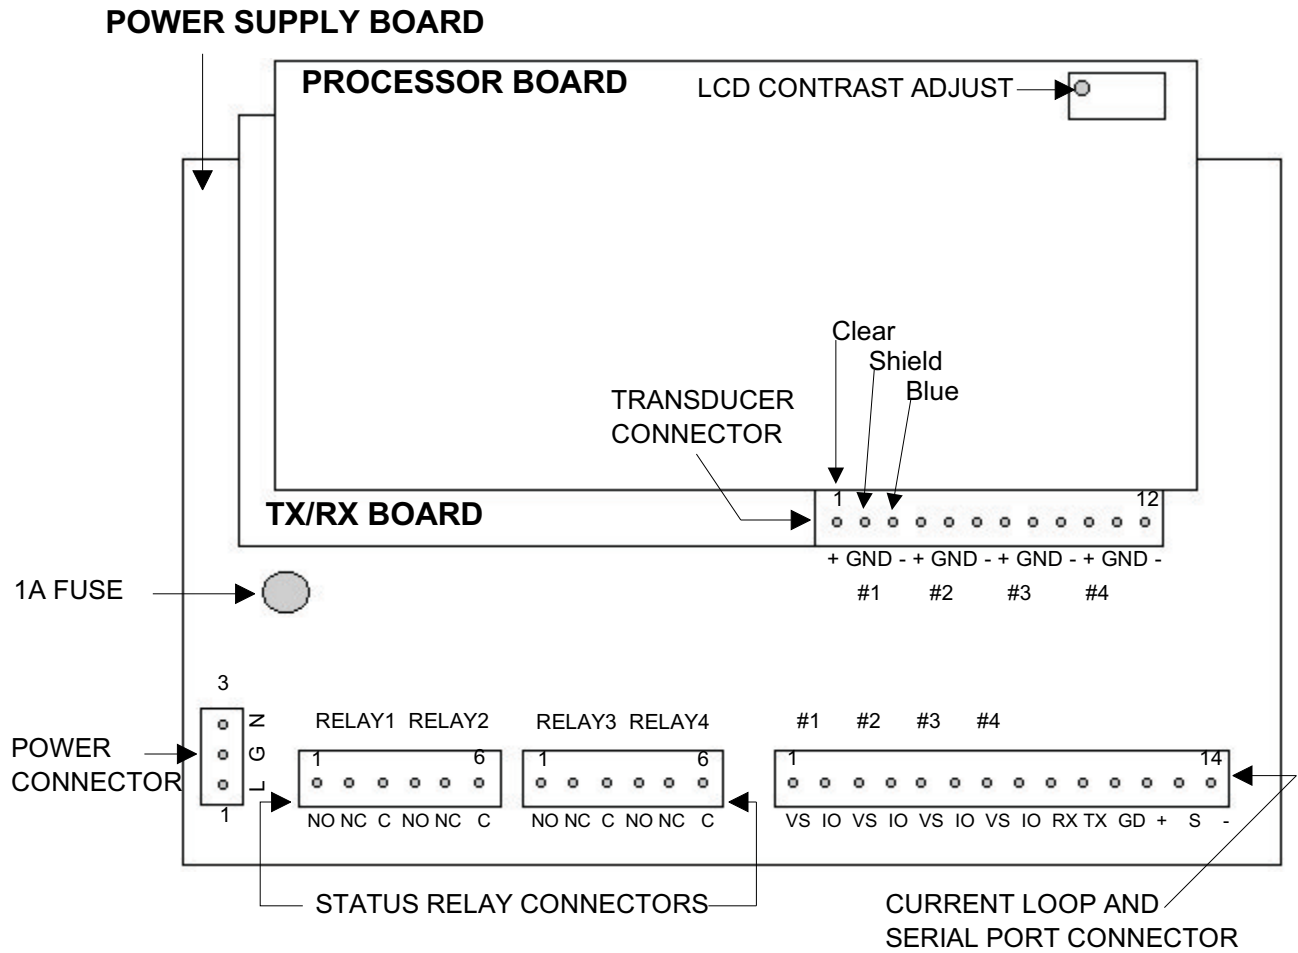 POWER SUPPLY BOARD
PROCESSOR BOARD
LCD CONTRAST ADJUST
Clear
Shield
Blue
TRANSDUCER
CONNECTOR
1 12
TX/RX BOARD
+ GND - + GND - + GND - + GND -
#1 #2 #3 #4
1A FUSE
3
N
G
L
1
POWER
CONNECTOR
RELAY1 RELAY2
1 6
NO NC C NO NC C
RELAY3 RELAY4
1 6
NO NC C NO NC C
#1 #2 #3 #4
1 14
VS IO VS IO VS IO VS IO RX TX GD + S -
STATUS RELAY CONNECTORS
CURRENT LOOP AND
SERIAL PORT CONNECTOR